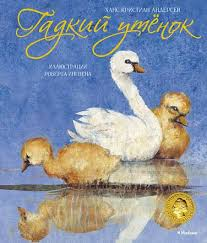 ХАНС КРИСТИАН АНДЕРСЕН
Гадкий утёнок
ИЛЛЮСТРАЦИИ
РОБЕРТА ИНГПЕНА